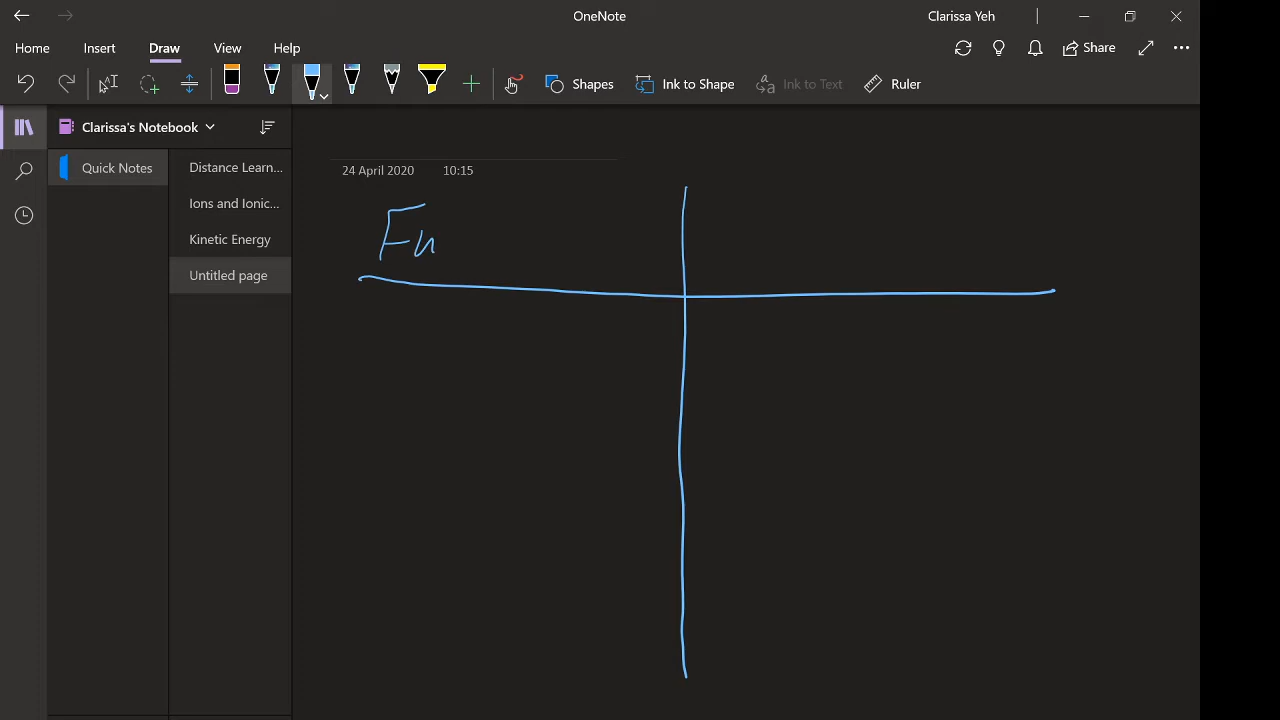 OneNote
Clarissa Yeh
Home Insert Draw View Help
Share
Shapes Ink to Shape Ink to Text Ruler
Clarissa's Notebook
Quick Notes
Distance Learn...
Ions and Ionic...
Kinetic Energy
Untitled page
24 April 2020 10:15
Fu